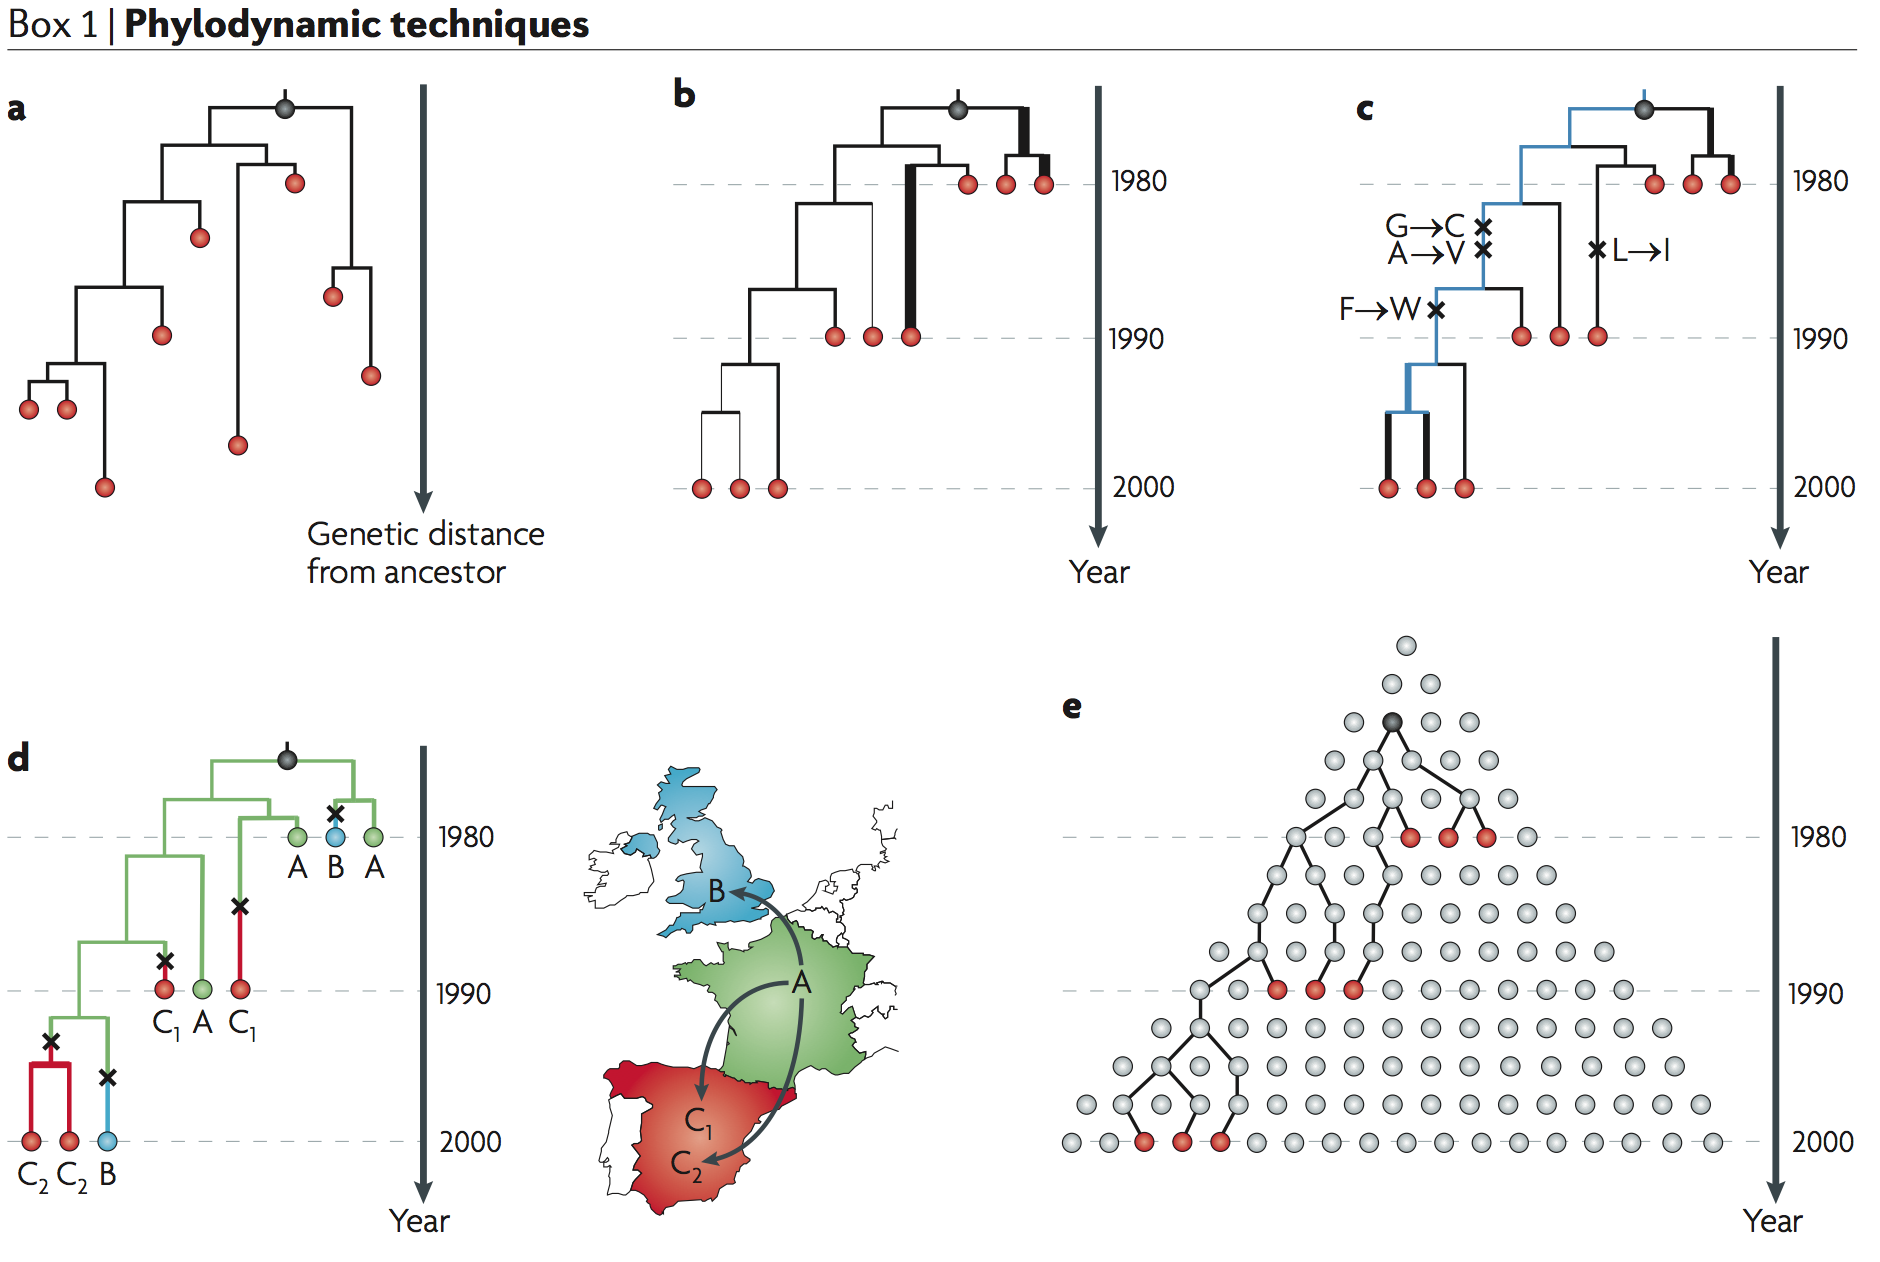 Box 1 | Phylodynamic techniques
a
Genetic distance
from ancestor
b
1980
1990
2000
Year
c
1980
G→C
A→V
L→I
F→W
1990
2000
Year
d
1980
A B A
1990
C1 A C1
2000
C2 C2 B
Year
B
A
C1
C2
e
1980
1990
2000
Year